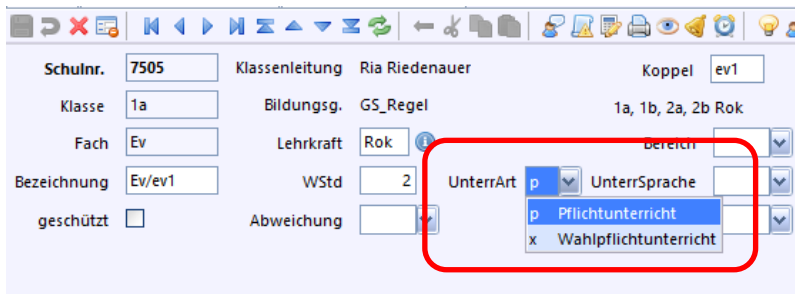 Schulnr. 7505 Klassenleitung Ria Riedenauer Koppel ev1
Klasse 1a Bildungsg. GS_Regel 1a, 1b, 2a, 2b Rok
Fach Ev Lehrkraft Rok Bereich
Bezeichnung Ev/ev1 WStd 2 UnterrArt p UnterrSprache
geschützt Abweichung p Pflichtunterricht
x Wahlpflichtunterricht